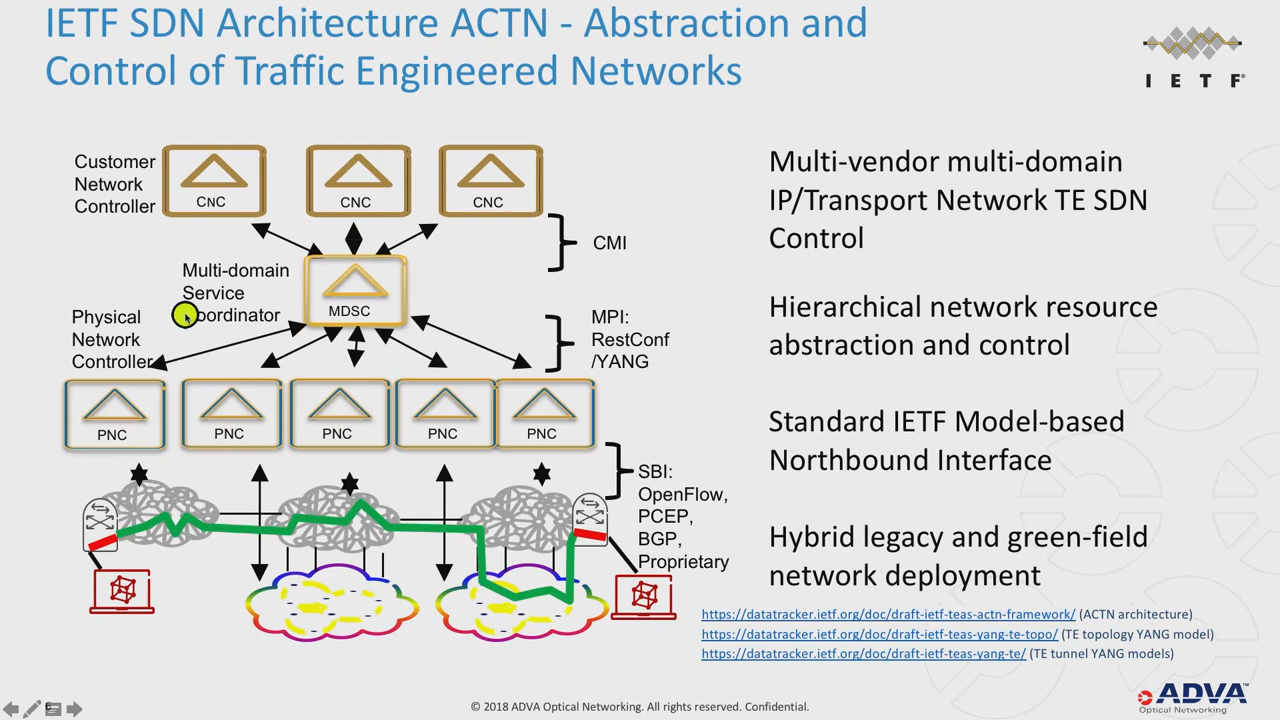 IETF SDN Architecture ACTN - Abstraction and
Control of Traffic Engineered Networks
I E T F®
Customer
Network
Controller
CNC
CNC
CNC
CMI
Multi-domain
Service
oordinator
MDSC
Physical
Network
Controller
MPI:
RestConf
/YANG
PNC
PNC
PNC
PNC
PNC
SBI:
OpenFlow,
PCEP,
BGP,
Proprietary
Multi-vendor multi-domain
IP/Transport Network TE SDN
Control
Hierarchical network resource
abstraction and control
Standard IETF Model-based
Northbound Interface
Hybrid legacy and green-field
network deployment
https://datatracker.ietf.org/doc/draft-ietf-teas-actn-framework/ (ACTN architecture)
https://datatracker.ietf.org/doc/draft-ietf-teas-yang-te-topo/ (TE topology YANG model)
https://datatracker.ietf.org/doc/draft-ietf-teas-yang-te/ (TE tunnel YANG models)
6
© 2018 ADVA Optical Networking. All rights reserved. Confidential.
ADVA™
Optical Networking